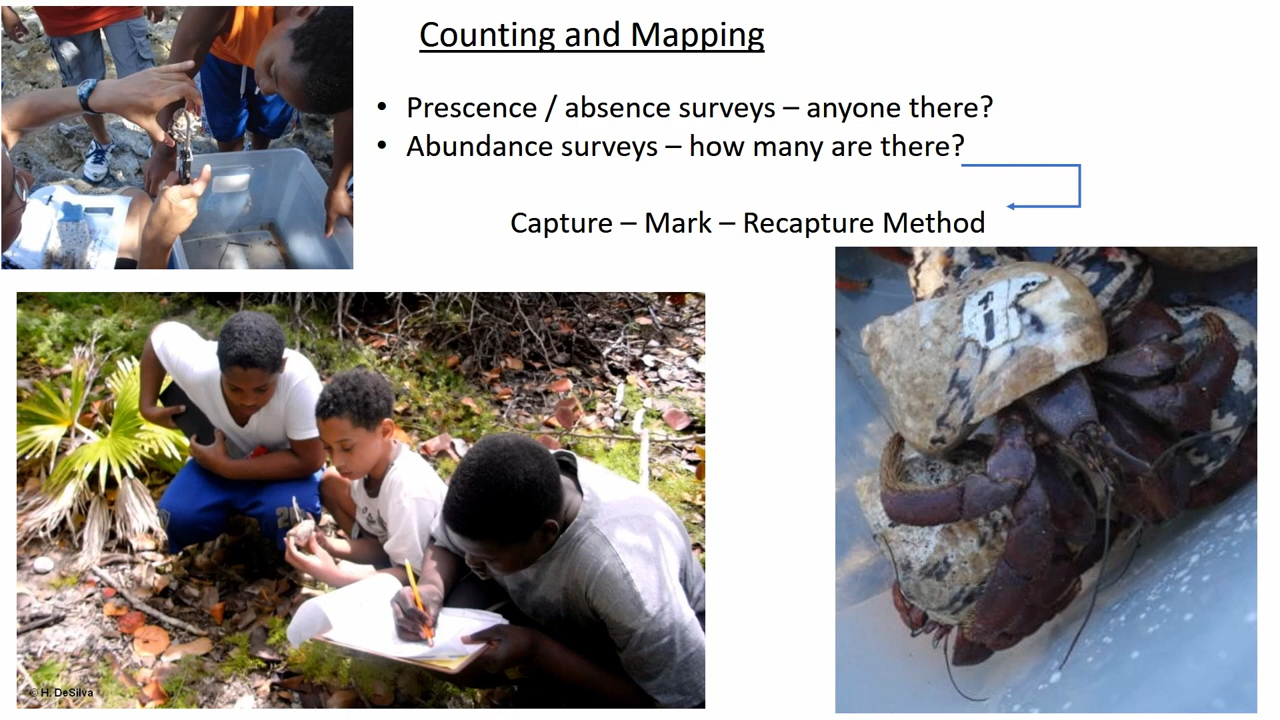 Counting and Mapping
• Prescence / absence surveys – anyone there?
• Abundance surveys – how many are there?
Capture – Mark – Recapture Method
© H. DeSilva